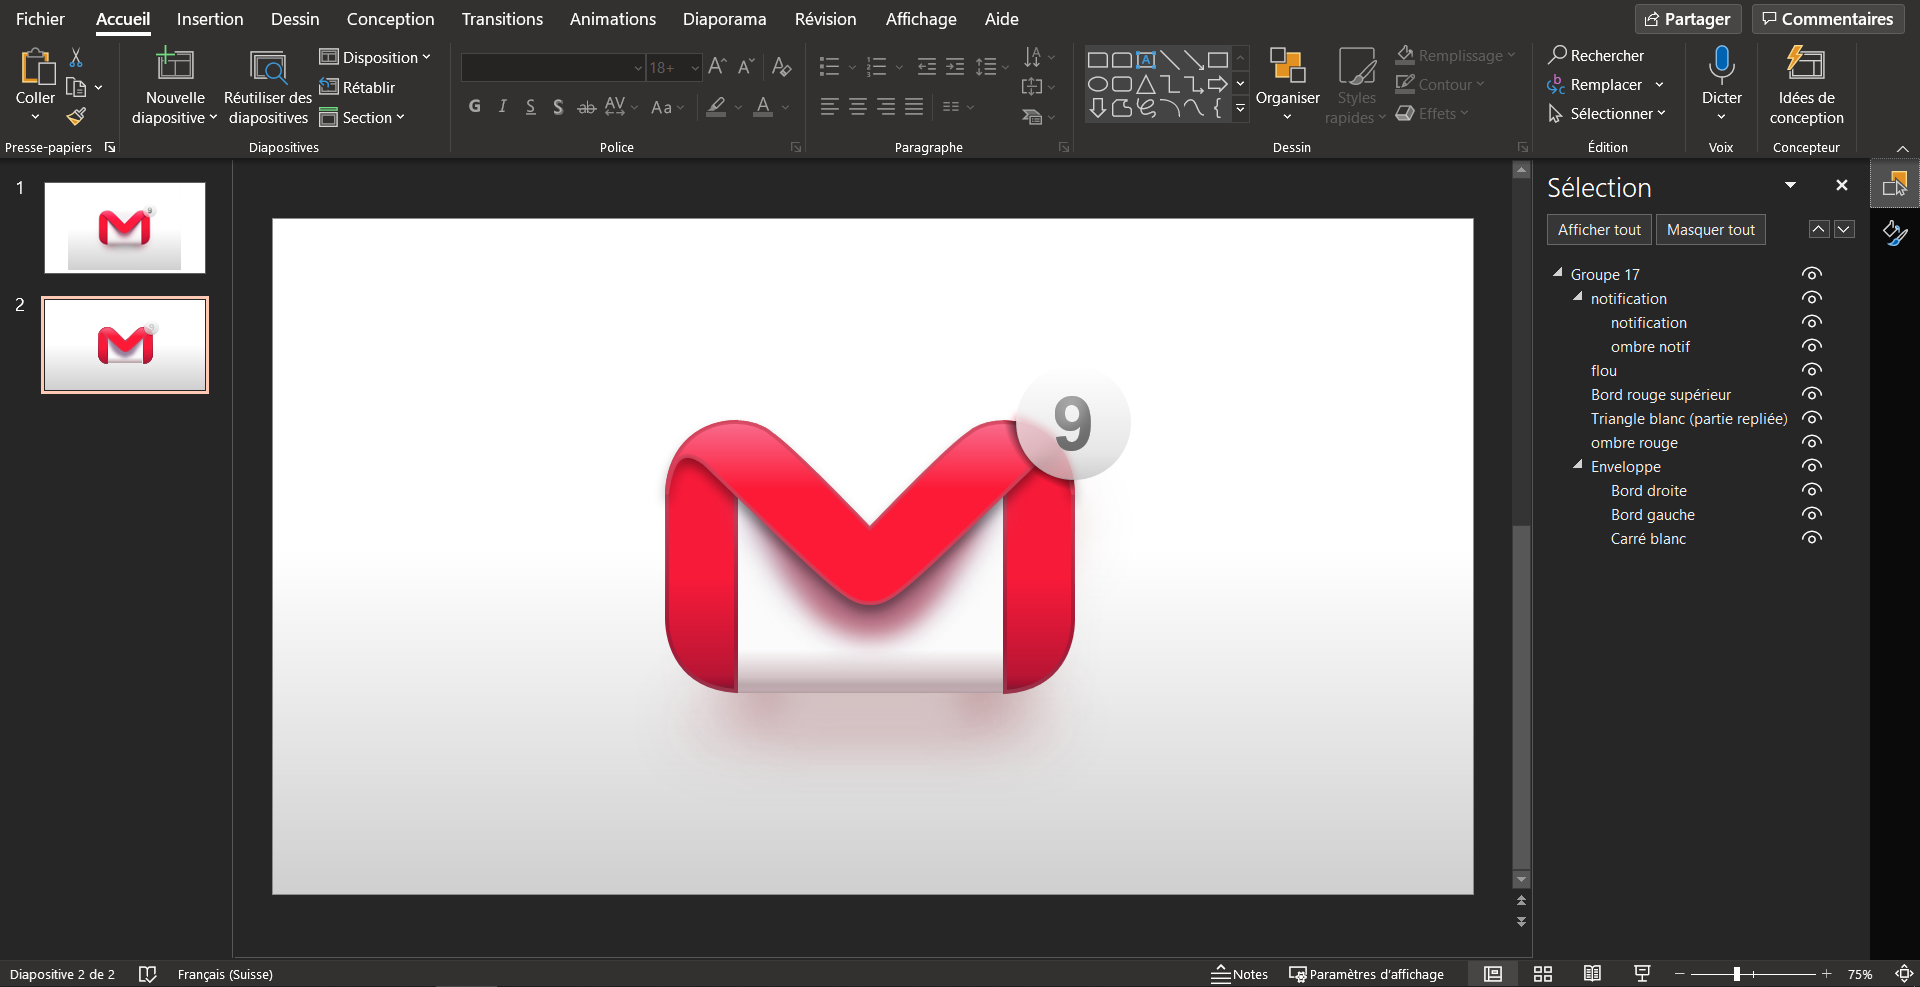 Fichier Accueil Insertion Dessin Conception Transitions Animations Diaporama Révision Affichage Aide Partager Commentaires
Coller
Presse-papiers
Nouvelle diapositive
Réutiliser des diapositives
Disposition
Rétablir
Section
Diapositives
18+
G I S S ab AV Aa A
Police
Paragraphe
A
Organiser
Styles rapides
Remplissage
Contour
Effets
Dessin
Rechercher
Remplacer
Sélectionner
Édition
Dicter
Voix
Idées de conception
Concepteur
1
9
2
9
9
Sélection
Afficher tout Masquer tout
Groupe 17
notification
notification
ombre notif
flou
Bord rouge supérieur
Triangle blanc (partie repliée)
ombre rouge
Enveloppe
Bord droite
Bord gauche
Carré blanc
Diapositive 2 de 2 Français (Suisse) Notes Paramètres d'affichage 75%